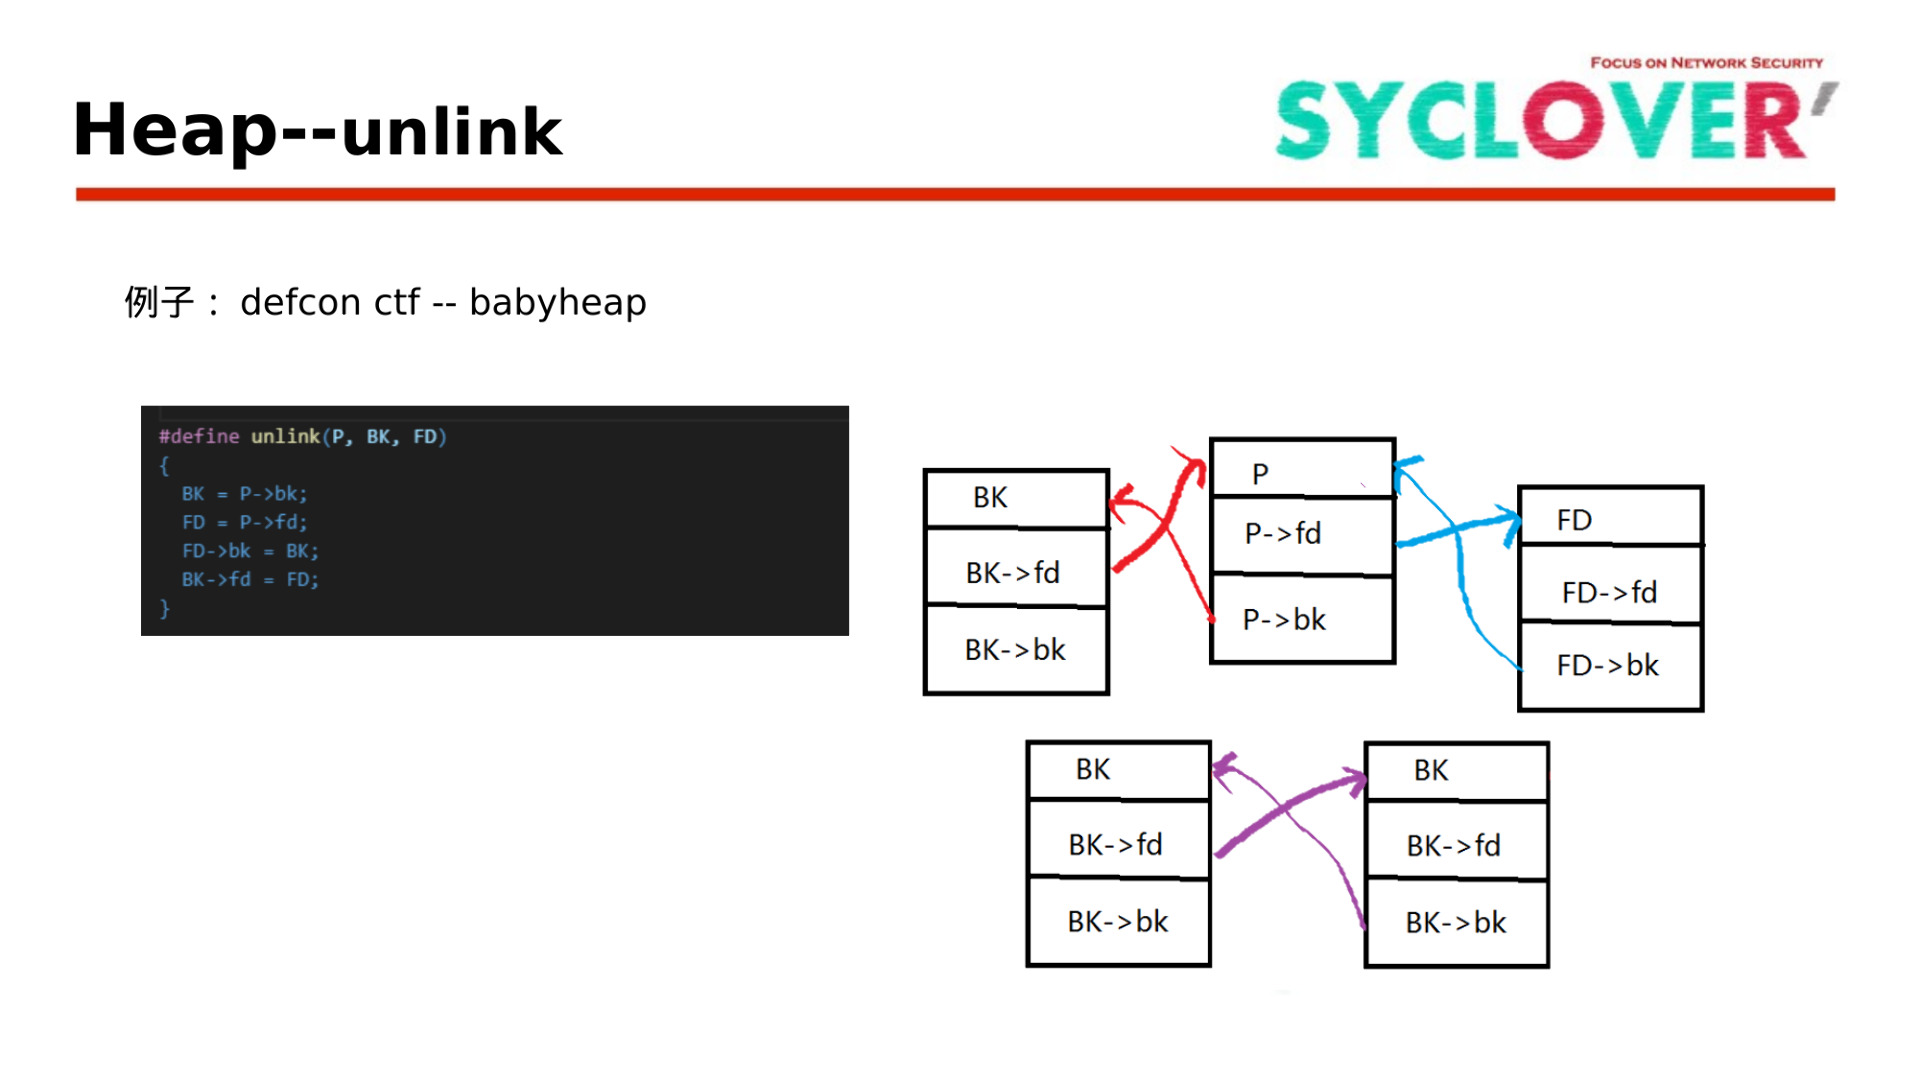 FOCUS ON NETWORK SECURITY
SYCLOVER'
Heap--unlink
例子： defcon ctf -- babyheap
#define unlink(P, BK, FD)
{
BK = P->bk;
FD = P->fd;
FD->bk = BK;
BK->fd = FD;
}
BK
BK->fd
BK->bk
P
P->fd
P->bk
FD
FD->fd
FD->bk
BK
BK->fd
BK->bk
BK
BK->fd
BK->bk